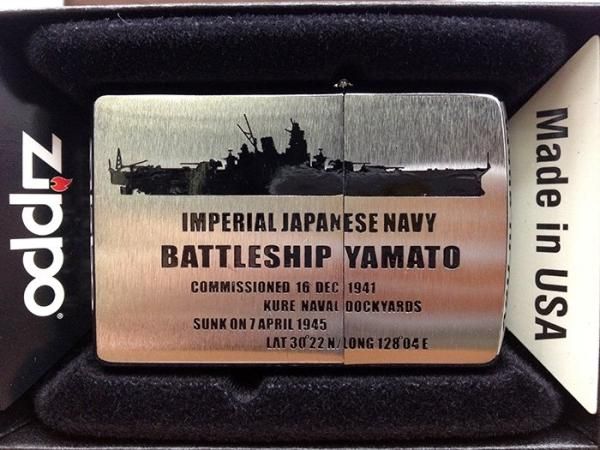 zippo
IMPERIAL JAPANESE NAVY
BATTLESHIP YAMATO
COMMISSIONED 16 DEC 1941
KURE NAVAL DOCKYARDS
SUNK ON 7 APRIL 1945
LAT 30°22 N/LONG 128°04 E
Made in USA